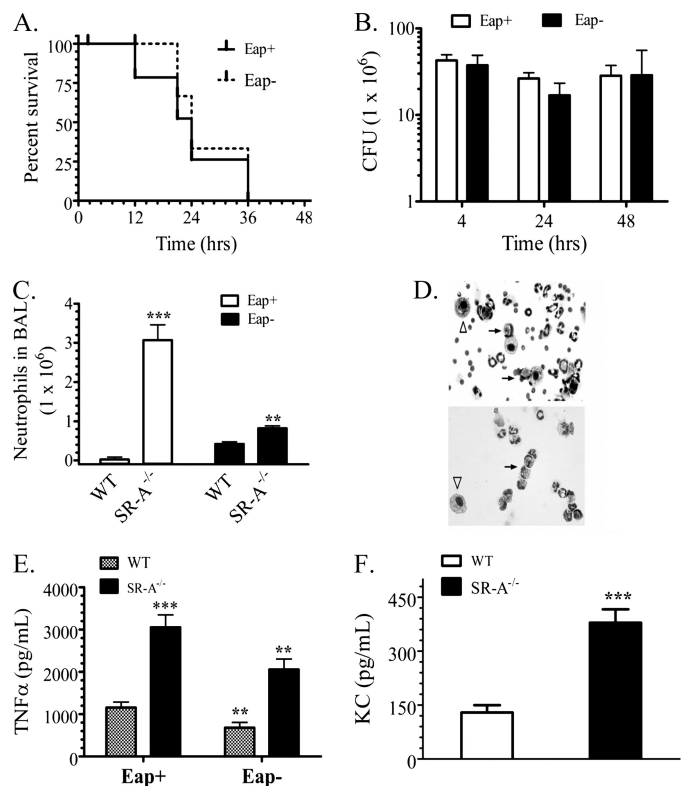 A.
Percent survival
100
75
50
25
0
0 12 24 36 48
Time (hrs)
Eap+
Eap-
B.
CFU (1 x 10⁶)
100
10
1
4 24 48
Time (hrs)
Eap+
Eap-
C.
Neutrophils in BAL
(1 x 10⁶)
4
3
2
1
0
***
**
WT SR-A-/- WT SR-A-/-
Eap+
Eap-
D.
E.
WT
SR-A-/-
TNFα (pg/mL)
4000
3000
2000
1000
0
***
**
**
Eap+ Eap-
F.
WT
SR-A-/-
KC (pg/mL)
450
300
150
0
***